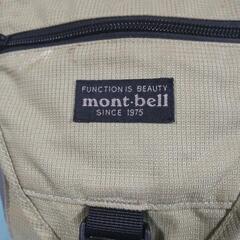 FUNCTION IS BEAUTY
mont-bell
SINCE 1975